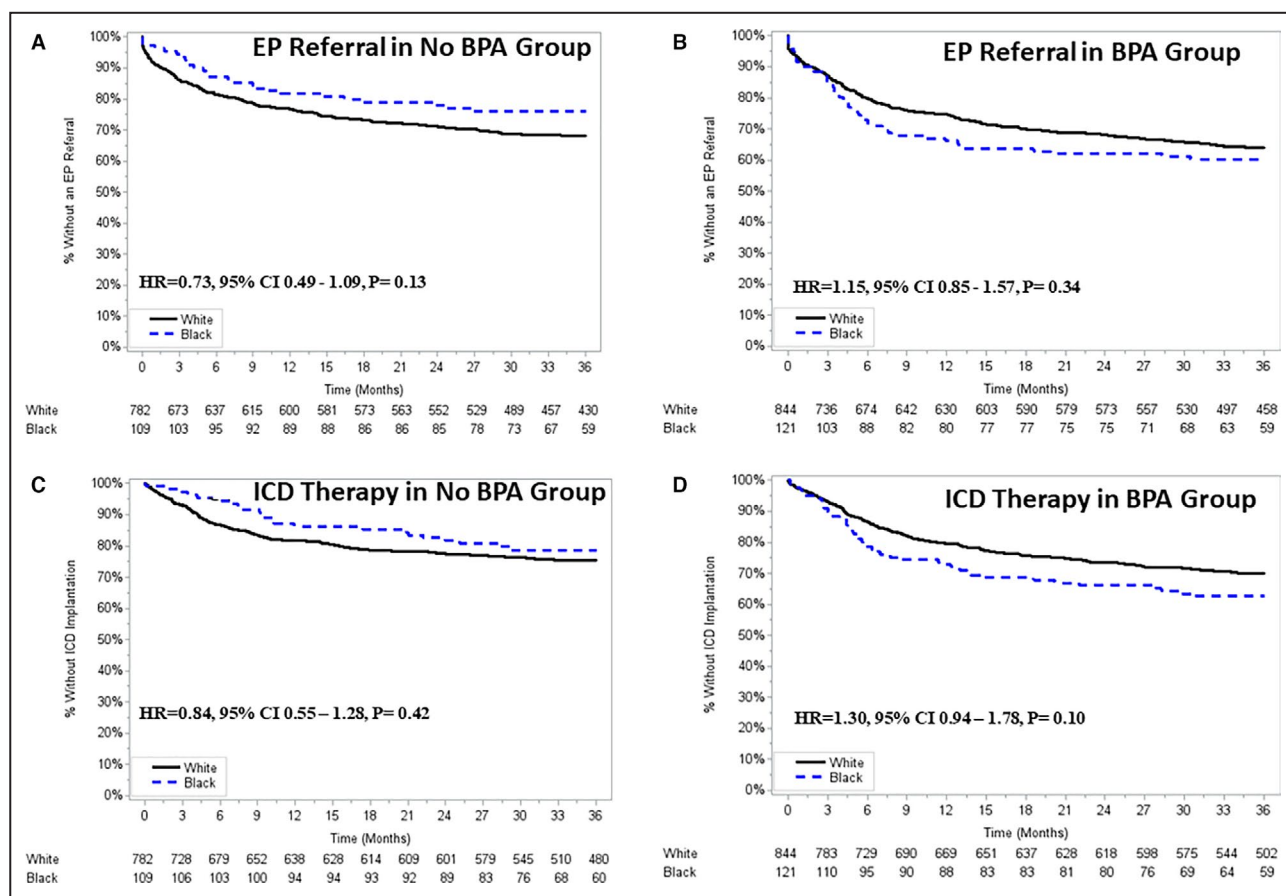 A
EP Referral in No BPA Group
100%
90%
80%
70%
60%
50%
40%
30%
20%
10%
0%
% Without an EP Referral
HR=0.73, 95% CI 0.49 - 1.09, P= 0.13
White
Black
0 3 6 9 12 15 18 21 24 27 30 33 36
Time (Months)
White 782 673 637 615 600 581 573 563 552 529 489 457 430
Black 109 103 95 92 89 88 86 86 85 78 73 67 59
B
EP Referral in BPA Group
100%
90%
80%
70%
60%
50%
40%
30%
20%
10%
0%
% Without an EP Referral
HR=1.15, 95% CI 0.85 - 1.57, P= 0.34
White
Black
0 3 6 9 12 15 18 21 24 27 30 33 36
Time (Months)
White 844 736 674 642 630 603 590 579 573 557 530 497 458
Black 121 103 88 82 80 77 77 75 75 71 68 63 59
C
ICD Therapy in No BPA Group
100%
90%
80%
70%
60%
50%
40%
30%
20%
10%
0%
% Without ICD Implantation
HR=0.84, 95% CI 0.55 – 1.28, P= 0.42
White
Black
0 3 6 9 12 15 18 21 24 27 30 33 36
Time (Months)
White 782 728 679 652 638 628 614 609 601 579 545 510 480
Black 109 106 103 100 94 94 93 92 89 83 76 68 60
D
ICD Therapy in BPA Group
100%
90%
80%
70%
60%
50%
40%
30%
20%
10%
0%
% Without ICD Implantation
HR=1.30, 95% CI 0.94 – 1.78, P= 0.10
White
Black
0 3 6 9 12 15 18 21 24 27 30 33 36
Time (Months)
White 844 783 729 690 669 651 637 628 618 598 575 544 502
Black 121 110 95 90 88 83 83 81 80 76 69 64 59